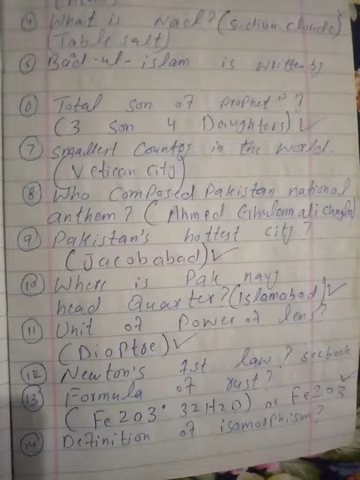 ④ What is Nacl? (Sodium Chloride)
(Table salt)
⑤ Bad-ul-islam is written by
⑥ Total son of prophet ?
(3 son 4 Daughters) ✓
⑦ Smallest Country in the world.
(Vetican City)
⑧ Who composed Pakistan national
anthem? (Ahmed Ghulam ali chagla)
⑨ Pakistan's hottest city?
(Jacobabad) ✓
⑩ Where is Pak navy
head Quarter? (Islamabad) ✓
⑪ Unit of Power of lens?
(Dioptre) ✓
⑫ Newton's 1st law?
⑬ Formula of rust?
(Fe2O3 · 3H2O) or Fe2O3 ✓
⑭ Definition of isomorphism?